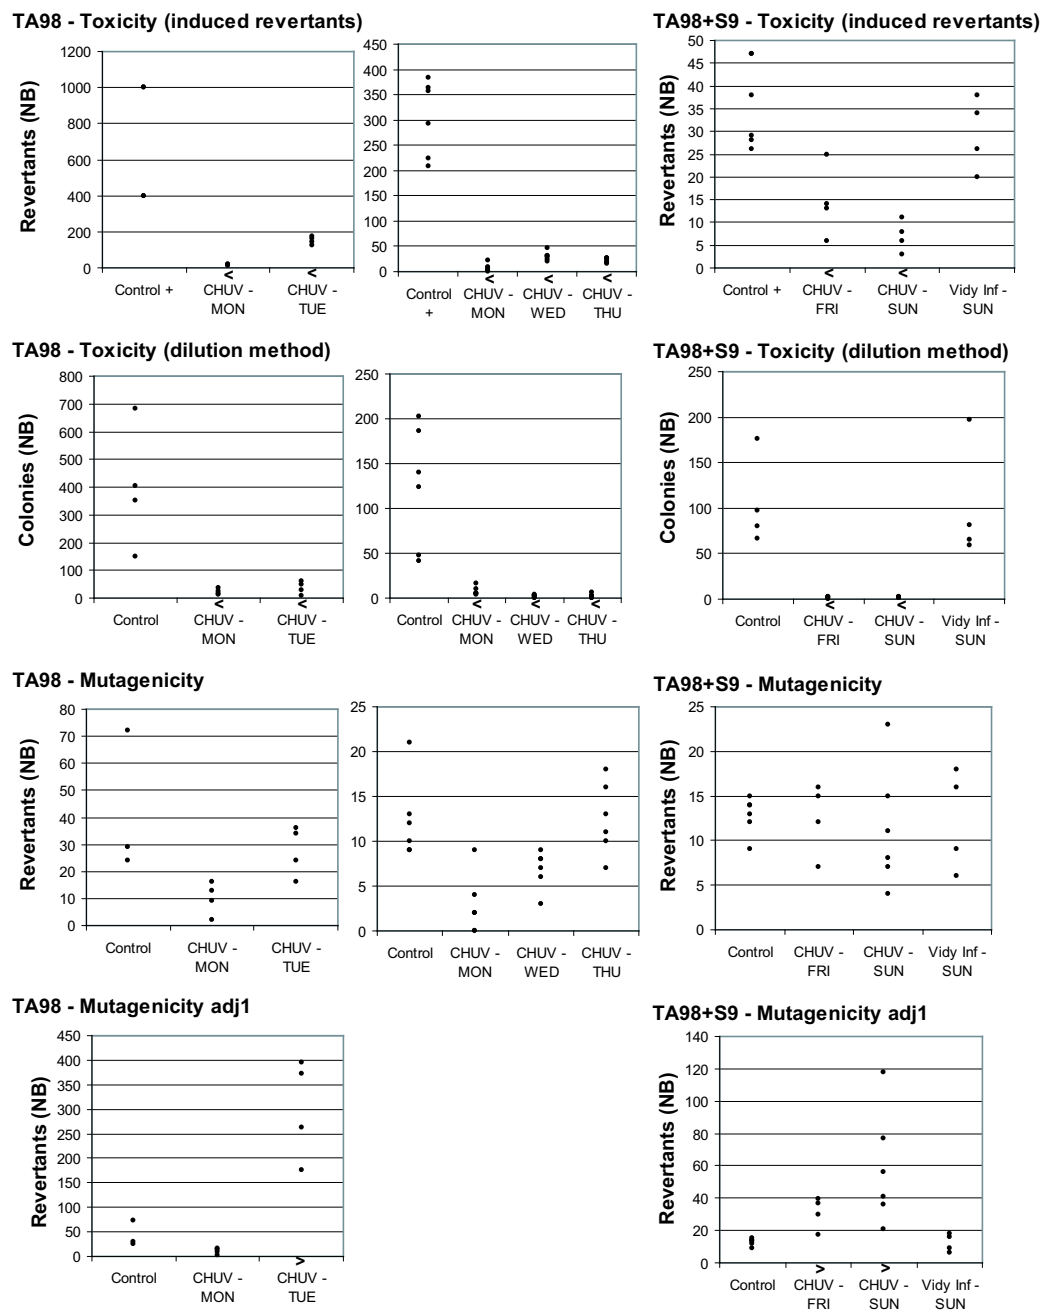 TA98 - Toxicity (induced revertants)
TA98+S9 - Toxicity (induced revertants)
Revertants (NB)
1200
1000
800
600
400
200
0
< <
Control + CHUV - CHUV -
MON TUE
450
400
350
300
250
200
150
100
50
0
< < <
Control CHUV - CHUV - CHUV -
+ MON WED THU
Revertants (NB)
50
45
40
35
30
25
20
15
10
5
0
< <
Control + CHUV - CHUV - Vidy Inf -
FRI SUN SUN
TA98 - Toxicity (dilution method)
TA98+S9 - Toxicity (dilution method)
Colonies (NB)
800
700
600
500
400
300
200
100
0
< <
Control CHUV - CHUV -
MON TUE
250
200
150
100
50
0
< < <
Control CHUV - CHUV - CHUV -
MON WED THU
Colonies (NB)
250
200
150
100
50
0
< <
Control CHUV - CHUV - Vidy Inf -
FRI SUN SUN
TA98 - Mutagenicity
TA98+S9 - Mutagenicity
Revertants (NB)
80
70
60
50
40
30
20
10
0
Control CHUV - CHUV -
MON TUE
25
20
15
10
5
0
Control CHUV - CHUV - CHUV -
MON WED THU
Revertants (NB)
25
20
15
10
5
0
Control CHUV - CHUV - Vidy Inf -
FRI SUN SUN
TA98 - Mutagenicity adj1
TA98+S9 - Mutagenicity adj1
Revertants (NB)
450
400
350
300
250
200
150
100
50
0
>
Control CHUV - CHUV -
MON TUE
Revertants (NB)
140
120
100
80
60
40
20
0
> >
Control CHUV - CHUV - Vidy Inf -
FRI SUN SUN